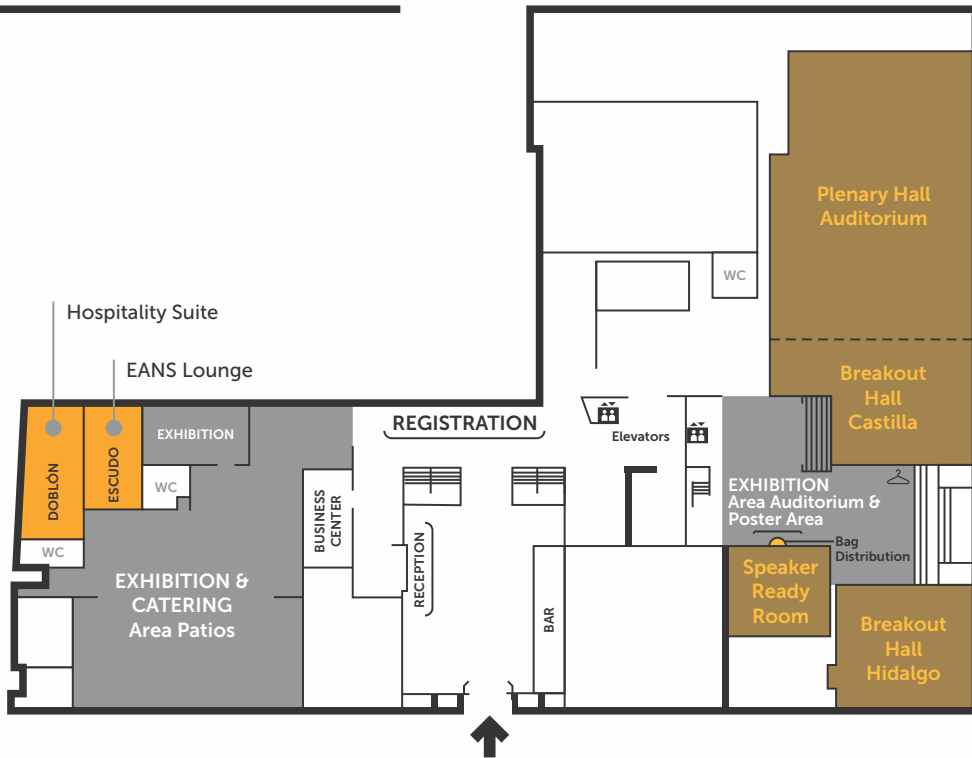 Plenary Hall
Auditorium
WC
Hospitality Suite
EANS Lounge
Breakout
Hall
Castilla
REGISTRATION
Elevators
EXHIBITION
DOBLÓN
ESCUDO
WC
BUSINESS
CENTER
EXHIBITION
Area Auditorium &
Poster Area
Bag
Distribution
WC
EXHIBITION &
CATERING
Area Patios
RECEPTION
BAR
Speaker
Ready
Room
Breakout
Hall
Hidalgo